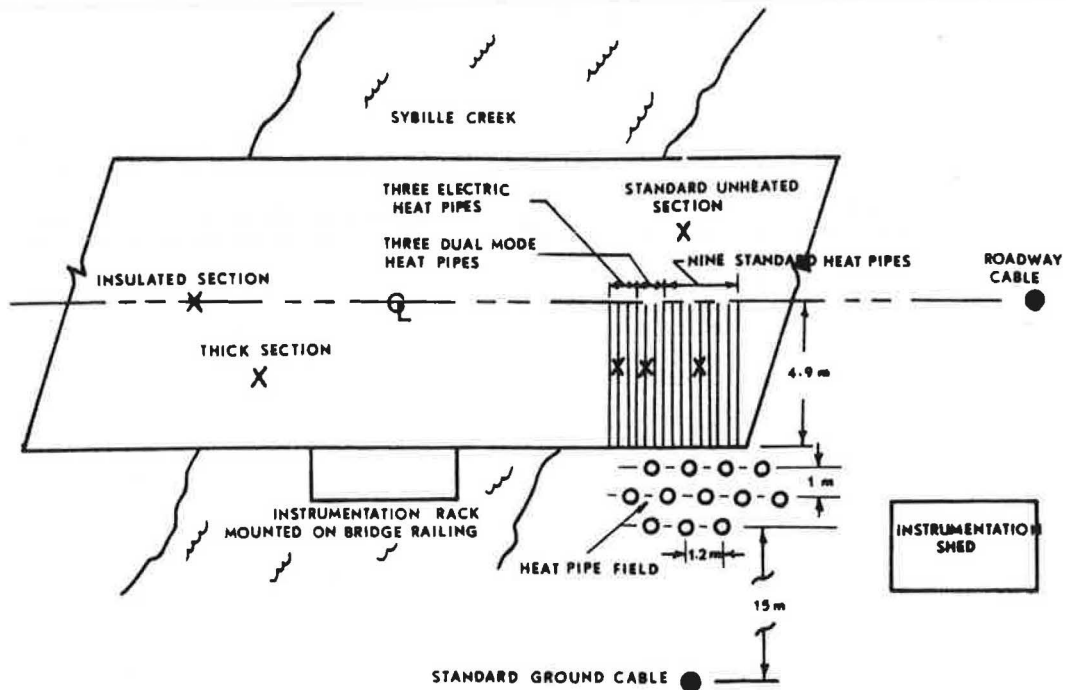 SYBILLE CREEK
THREE ELECTRIC
HEAT PIPES
STANDARD UNHEATED
SECTION
X
THREE DUAL MODE
HEAT PIPES
NINE STANDARD HEAT PIPES
ROADWAY
CABLE
INSULATED SECTION
X
CL
THICK SECTION
X
X X X
4.9 m
1 m
INSTRUMENTATION RACK
MOUNTED ON BRIDGE RAILING
INSTRUMENTATION
SHED
1.2m
HEAT PIPE FIELD
15 m
STANDARD GROUND CABLE